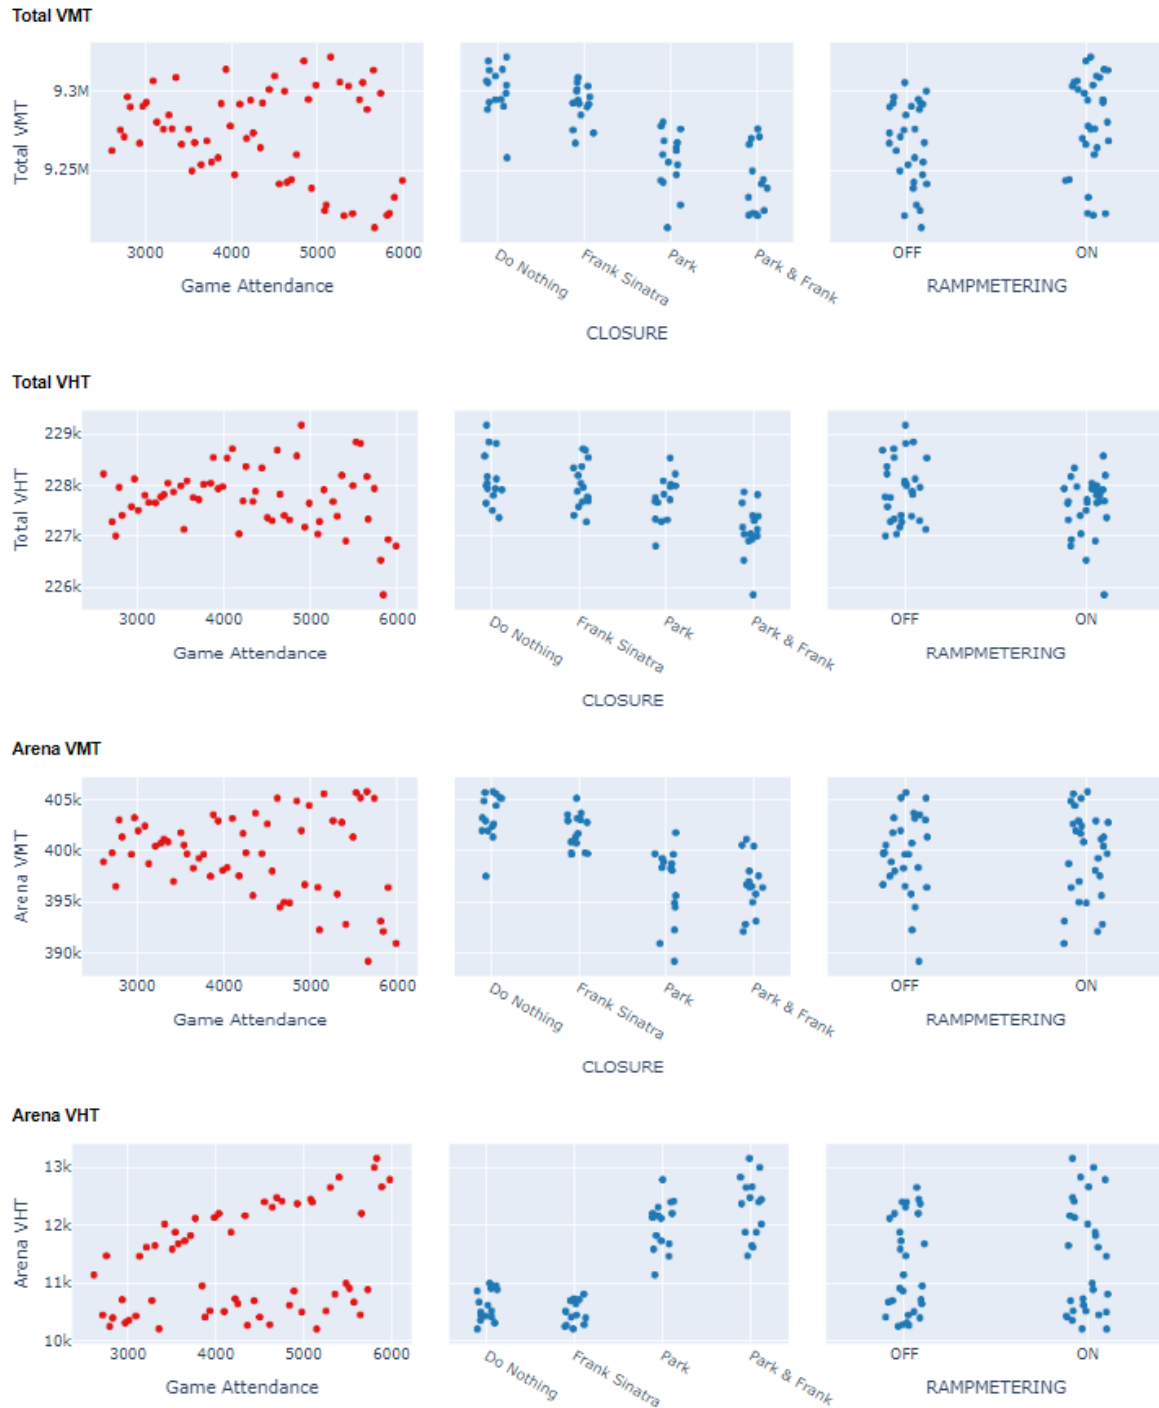 Total VMT
Total VMT
9.3M
9.25M
3000 4000 5000 6000
Game Attendance
Do Nothing
Frank Sinatra
Park
Park & Frank
CLOSURE
OFF ON
RAMPMETERING
Total VHT
Total VHT
229k
228k
227k
226k
3000 4000 5000 6000
Game Attendance
Do Nothing
Frank Sinatra
Park
Park & Frank
CLOSURE
OFF ON
RAMPMETERING
Arena VMT
Arena VMT
405k
400k
395k
390k
3000 4000 5000 6000
Game Attendance
Do Nothing
Frank Sinatra
Park
Park & Frank
CLOSURE
OFF ON
RAMPMETERING
Arena VHT
Arena VHT
13k
12k
11k
10k
3000 4000 5000 6000
Game Attendance
Do Nothing
Frank Sinatra
Park
Park & Frank
CLOSURE
OFF ON
RAMPMETERING